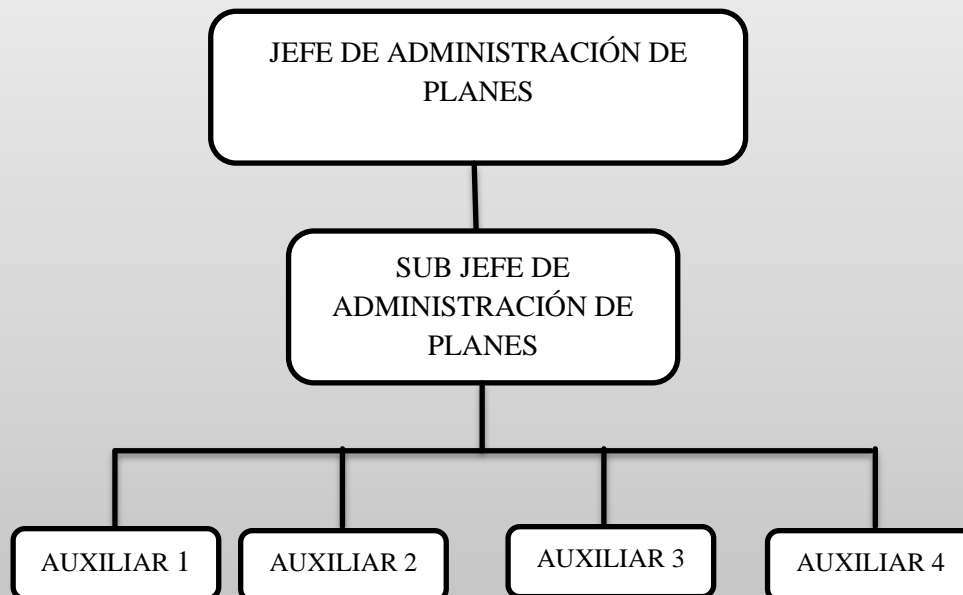 JEFE DE ADMINISTRACIÓN DE
PLANES
SUB JEFE DE
ADMINISTRACIÓN DE
PLANES
AUXILIAR 1
AUXILIAR 2
AUXILIAR 3
AUXILIAR 4